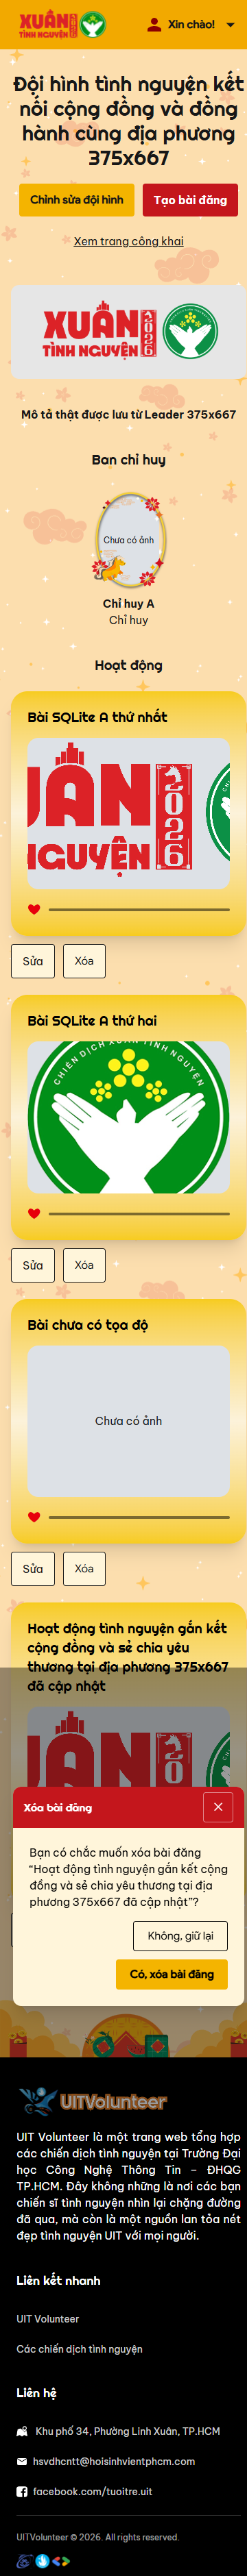 XUÂN
TÌNH NGUYỆN
2026
Xin chào!
Đội hình tình nguyện kết
nối cộng đồng và đồng
hành cùng địa phương
375x667
Chỉnh sửa đội hình
Tạo bài đăng
Xem trang công khai
XUÂN
TÌNH NGUYỆN
2026
Mô tả thật được lưu từ Leader 375x667
Ban chỉ huy
Chưa có ảnh
Chỉ huy A
Chỉ huy
Hoạt động
Bài SQLite A thứ nhất
UÂN
NGUYỆN
2026
Sửa
Xóa
Bài SQLite A thứ hai
CHIẾN DỊCH XUÂN TÌNH NGUYỆN
Sửa
Xóa
Bài chưa có tọa độ
Chưa có ảnh
Sửa
Xóa
Hoạt động tình nguyện gắn kết
cộng đồng và sẻ chia yêu
thương tại địa phương 375x667
đã cập nhật
UÂN
20
Xóa bài đăng
×
Bạn có chắc muốn xóa bài đăng
“Hoạt động tình nguyện gắn kết cộng
đồng và sẻ chia yêu thương tại địa
phương 375x667 đã cập nhật”?
Không, giữ lại
Có, xóa bài đăng
UITVolunteer
UIT Volunteer là một trang web tổng hợp
các chiến dịch tình nguyện tại Trường Đại
học Công Nghệ Thông Tin – ĐHQG
TP.HCM. Đây không những là nơi các bạn
chiến sĩ tình nguyện nhìn lại chặng đường
đã qua, mà còn là một nguồn lan tỏa nét
đẹp tình nguyện UIT với mọi người.
Liên kết nhanh
UIT Volunteer
Các chiến dịch tình nguyện
Liên hệ
Khu phố 34, Phường Linh Xuân, TP.HCM
hsvdhcntt@hoisinhvientphcm.com
facebook.com/tuoitre.uit
UITVolunteer © 2026. All rights reserved.